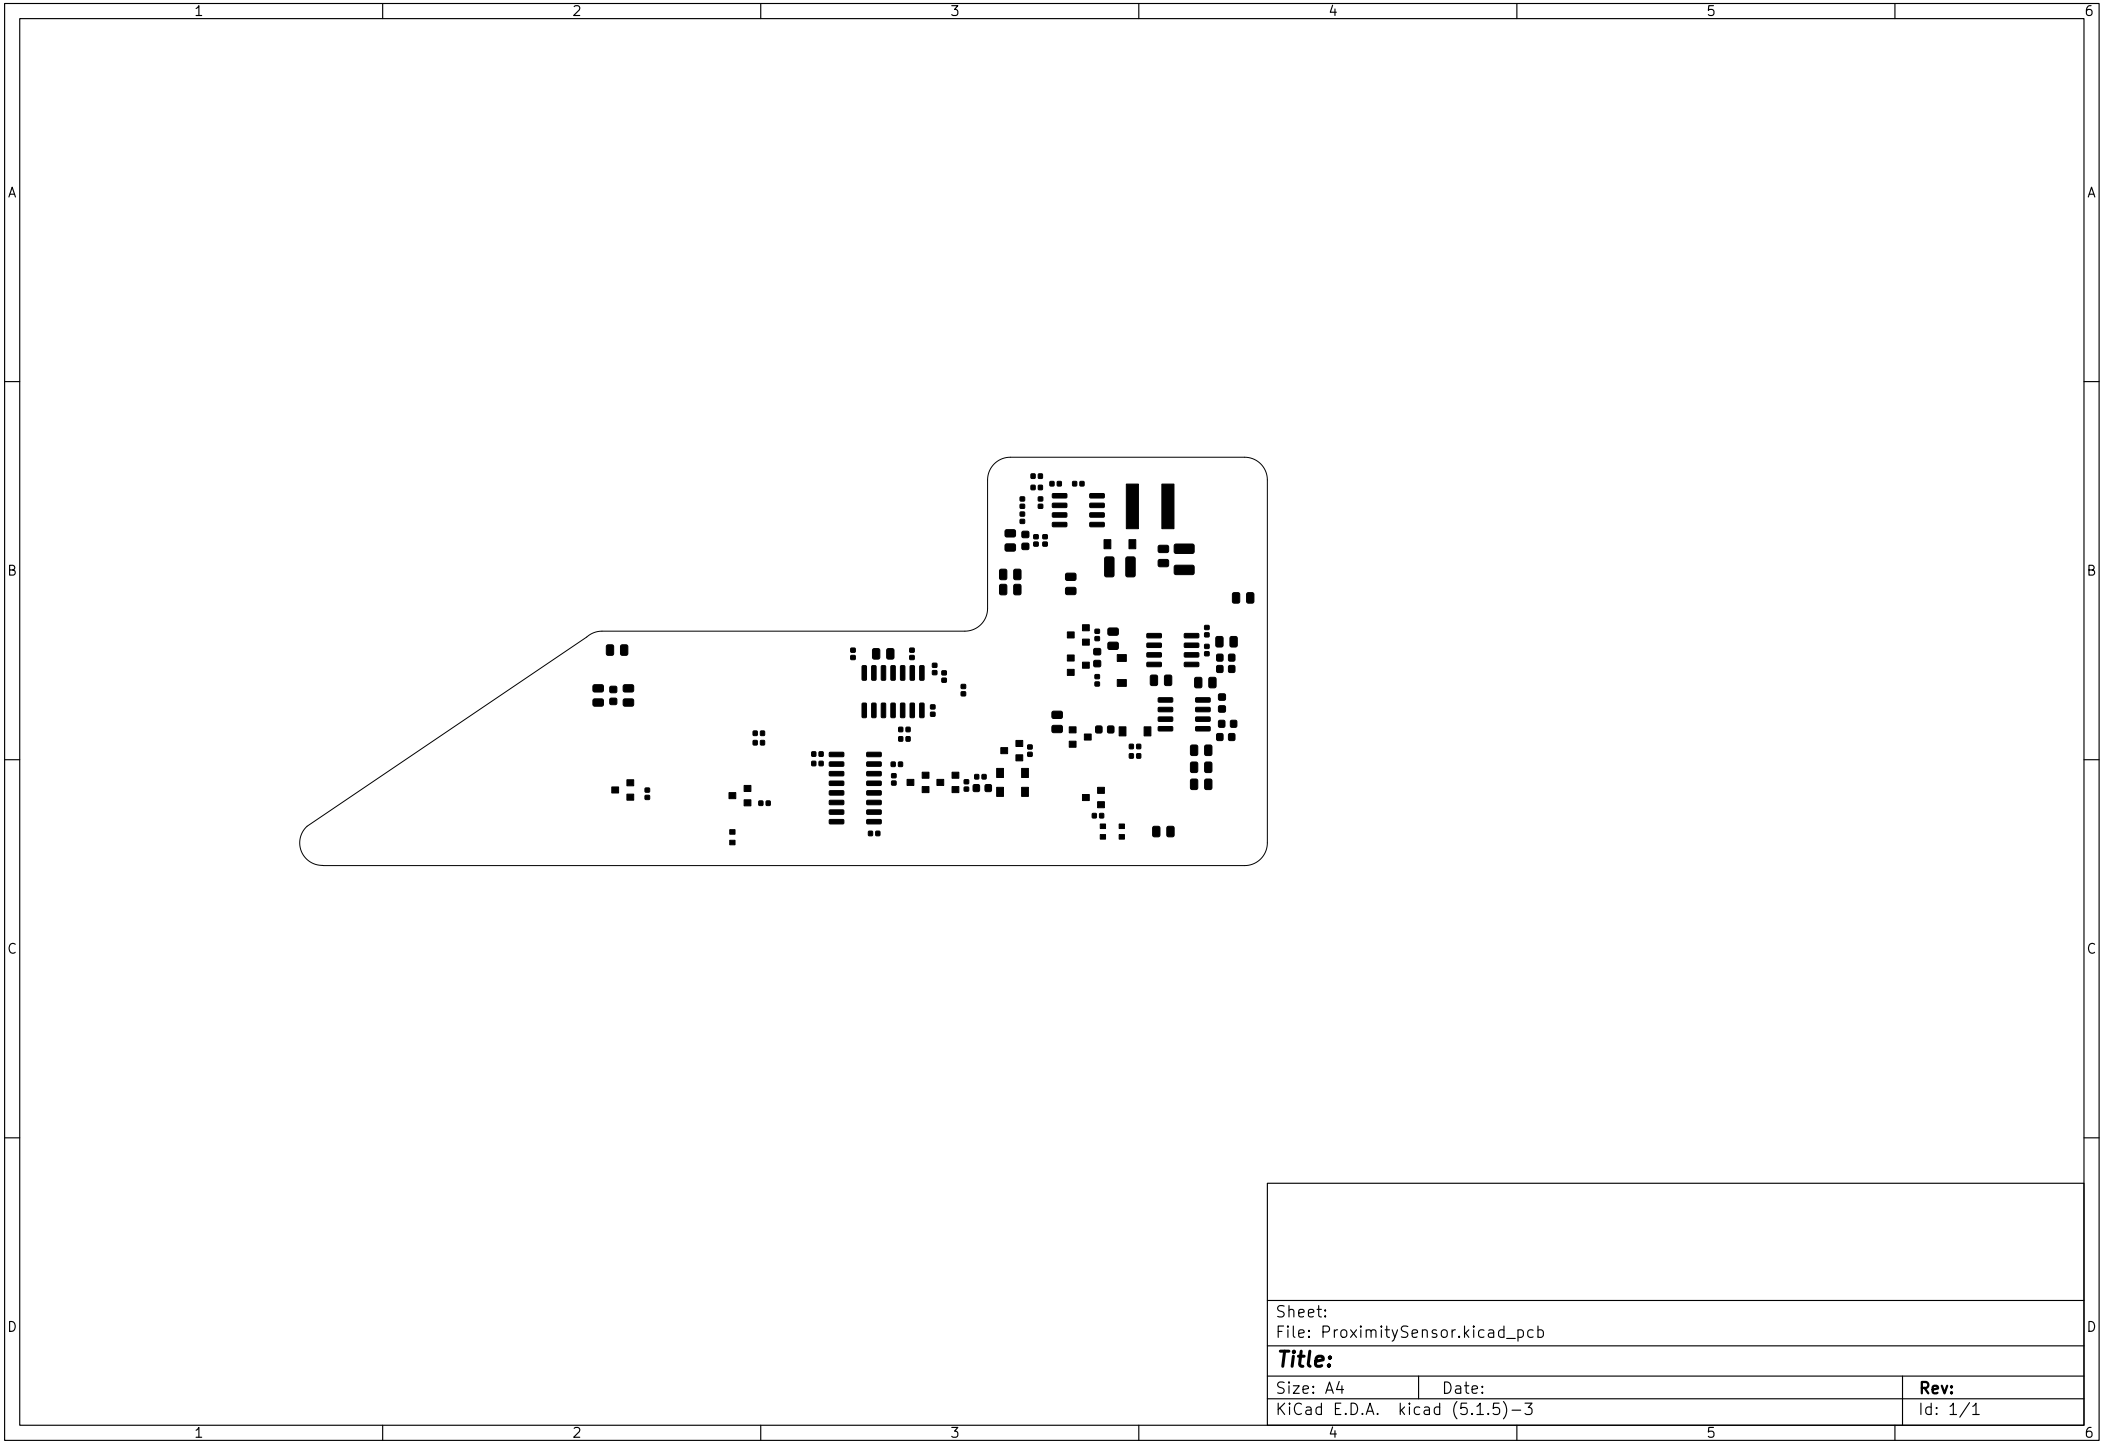 1 2 3 4 5 6
A A
B B
C C
D D
Sheet:
File: ProximitySensor.kicad_pcb
Title:
Size: A4 Date: Rev:
KiCad E.D.A. kicad (5.1.5)-3 Id: 1/1
1 2 3 4 5 6